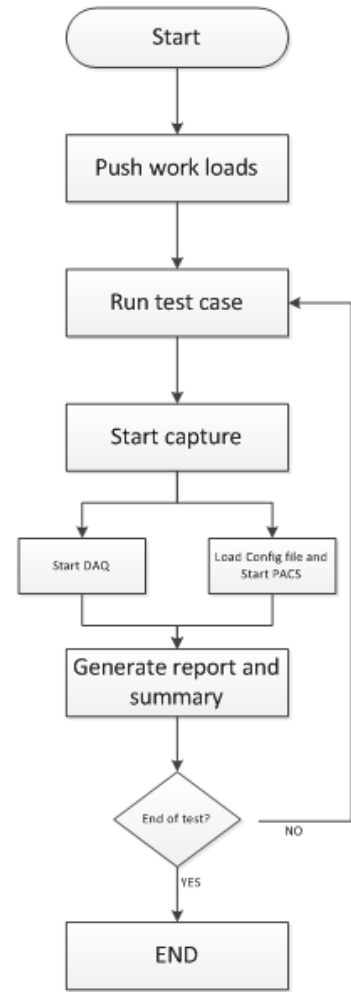 Start
Push work loads
Run test case
Start capture
Start DAQ
Load Config file and
Start PACS
Generate report and
summary
End of test?
NO
YES
END